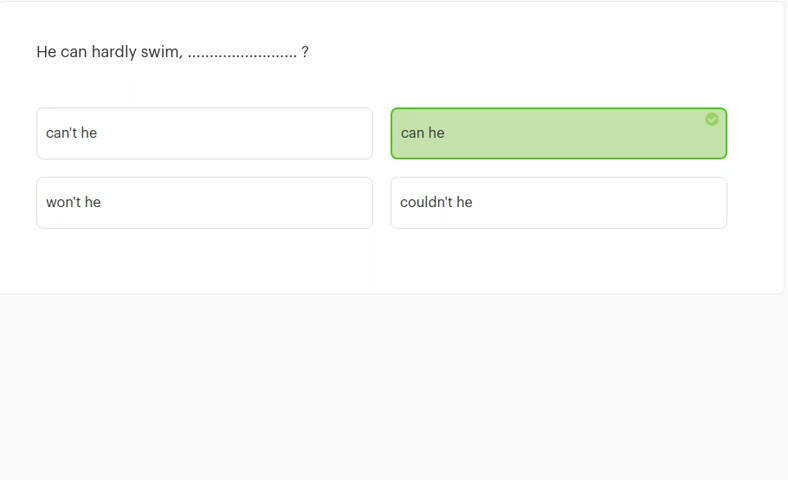 He can hardly swim, ......................... ?
can't he
can he
won't he
couldn't he